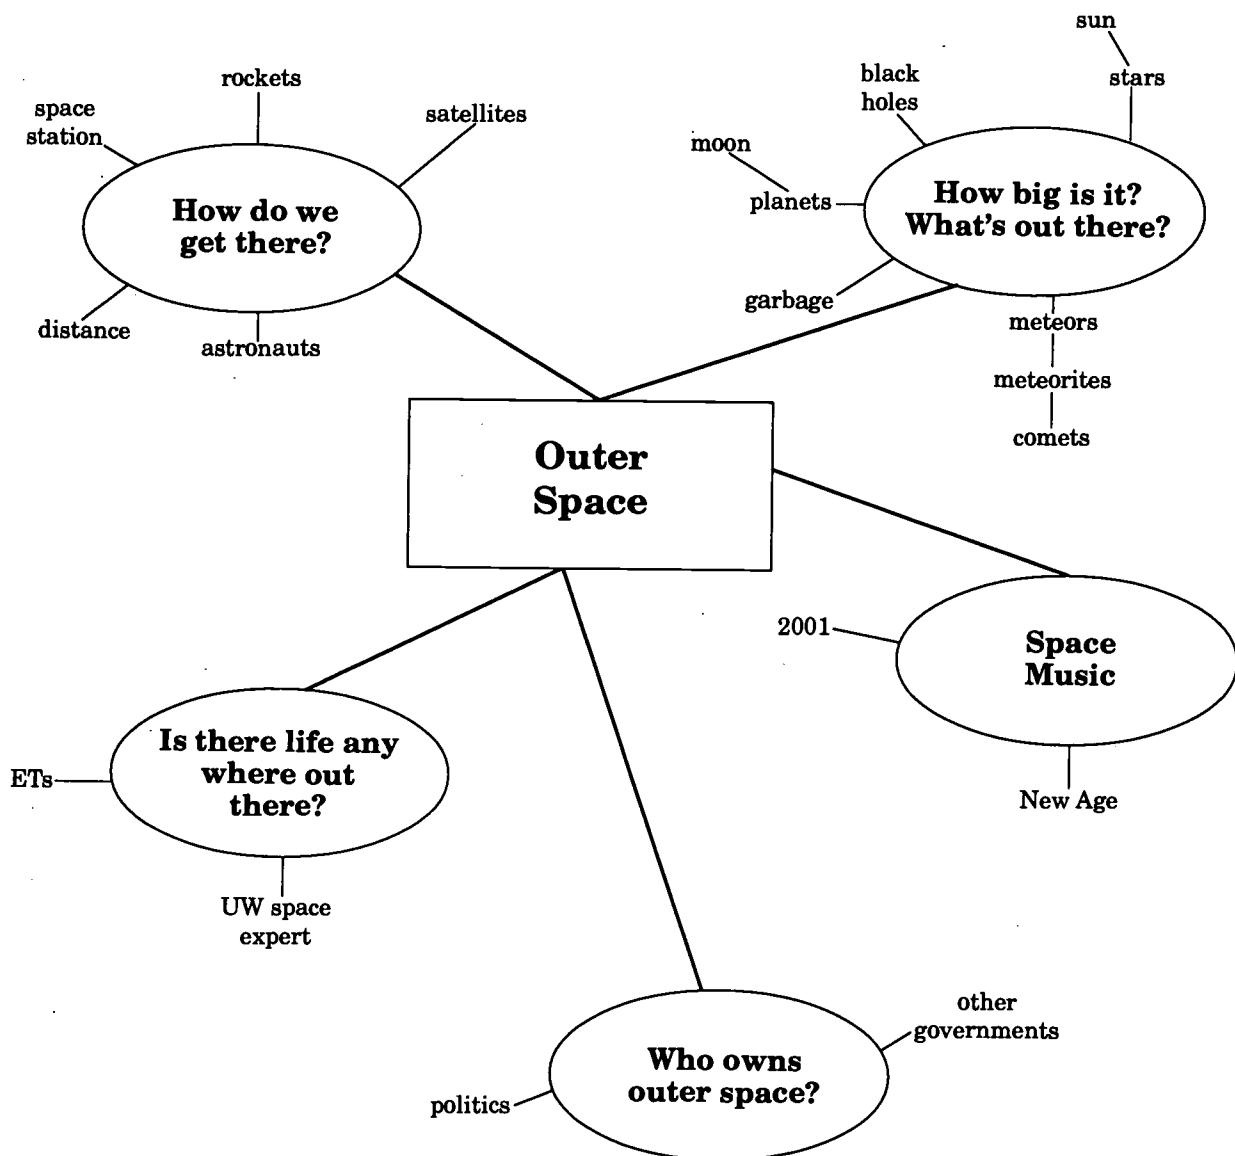 sun
stars
black
holes
rockets
space
station
satellites
moon
planets
How do we
get there?
How big is it?
What's out there?
garbage
meteors
distance
astronauts
meteorites
comets
Outer
Space
2001
Space
Music
New Age
Is there life any
where out
there?
ETs
UW space
expert
other
governments
Who owns
outer space?
politics